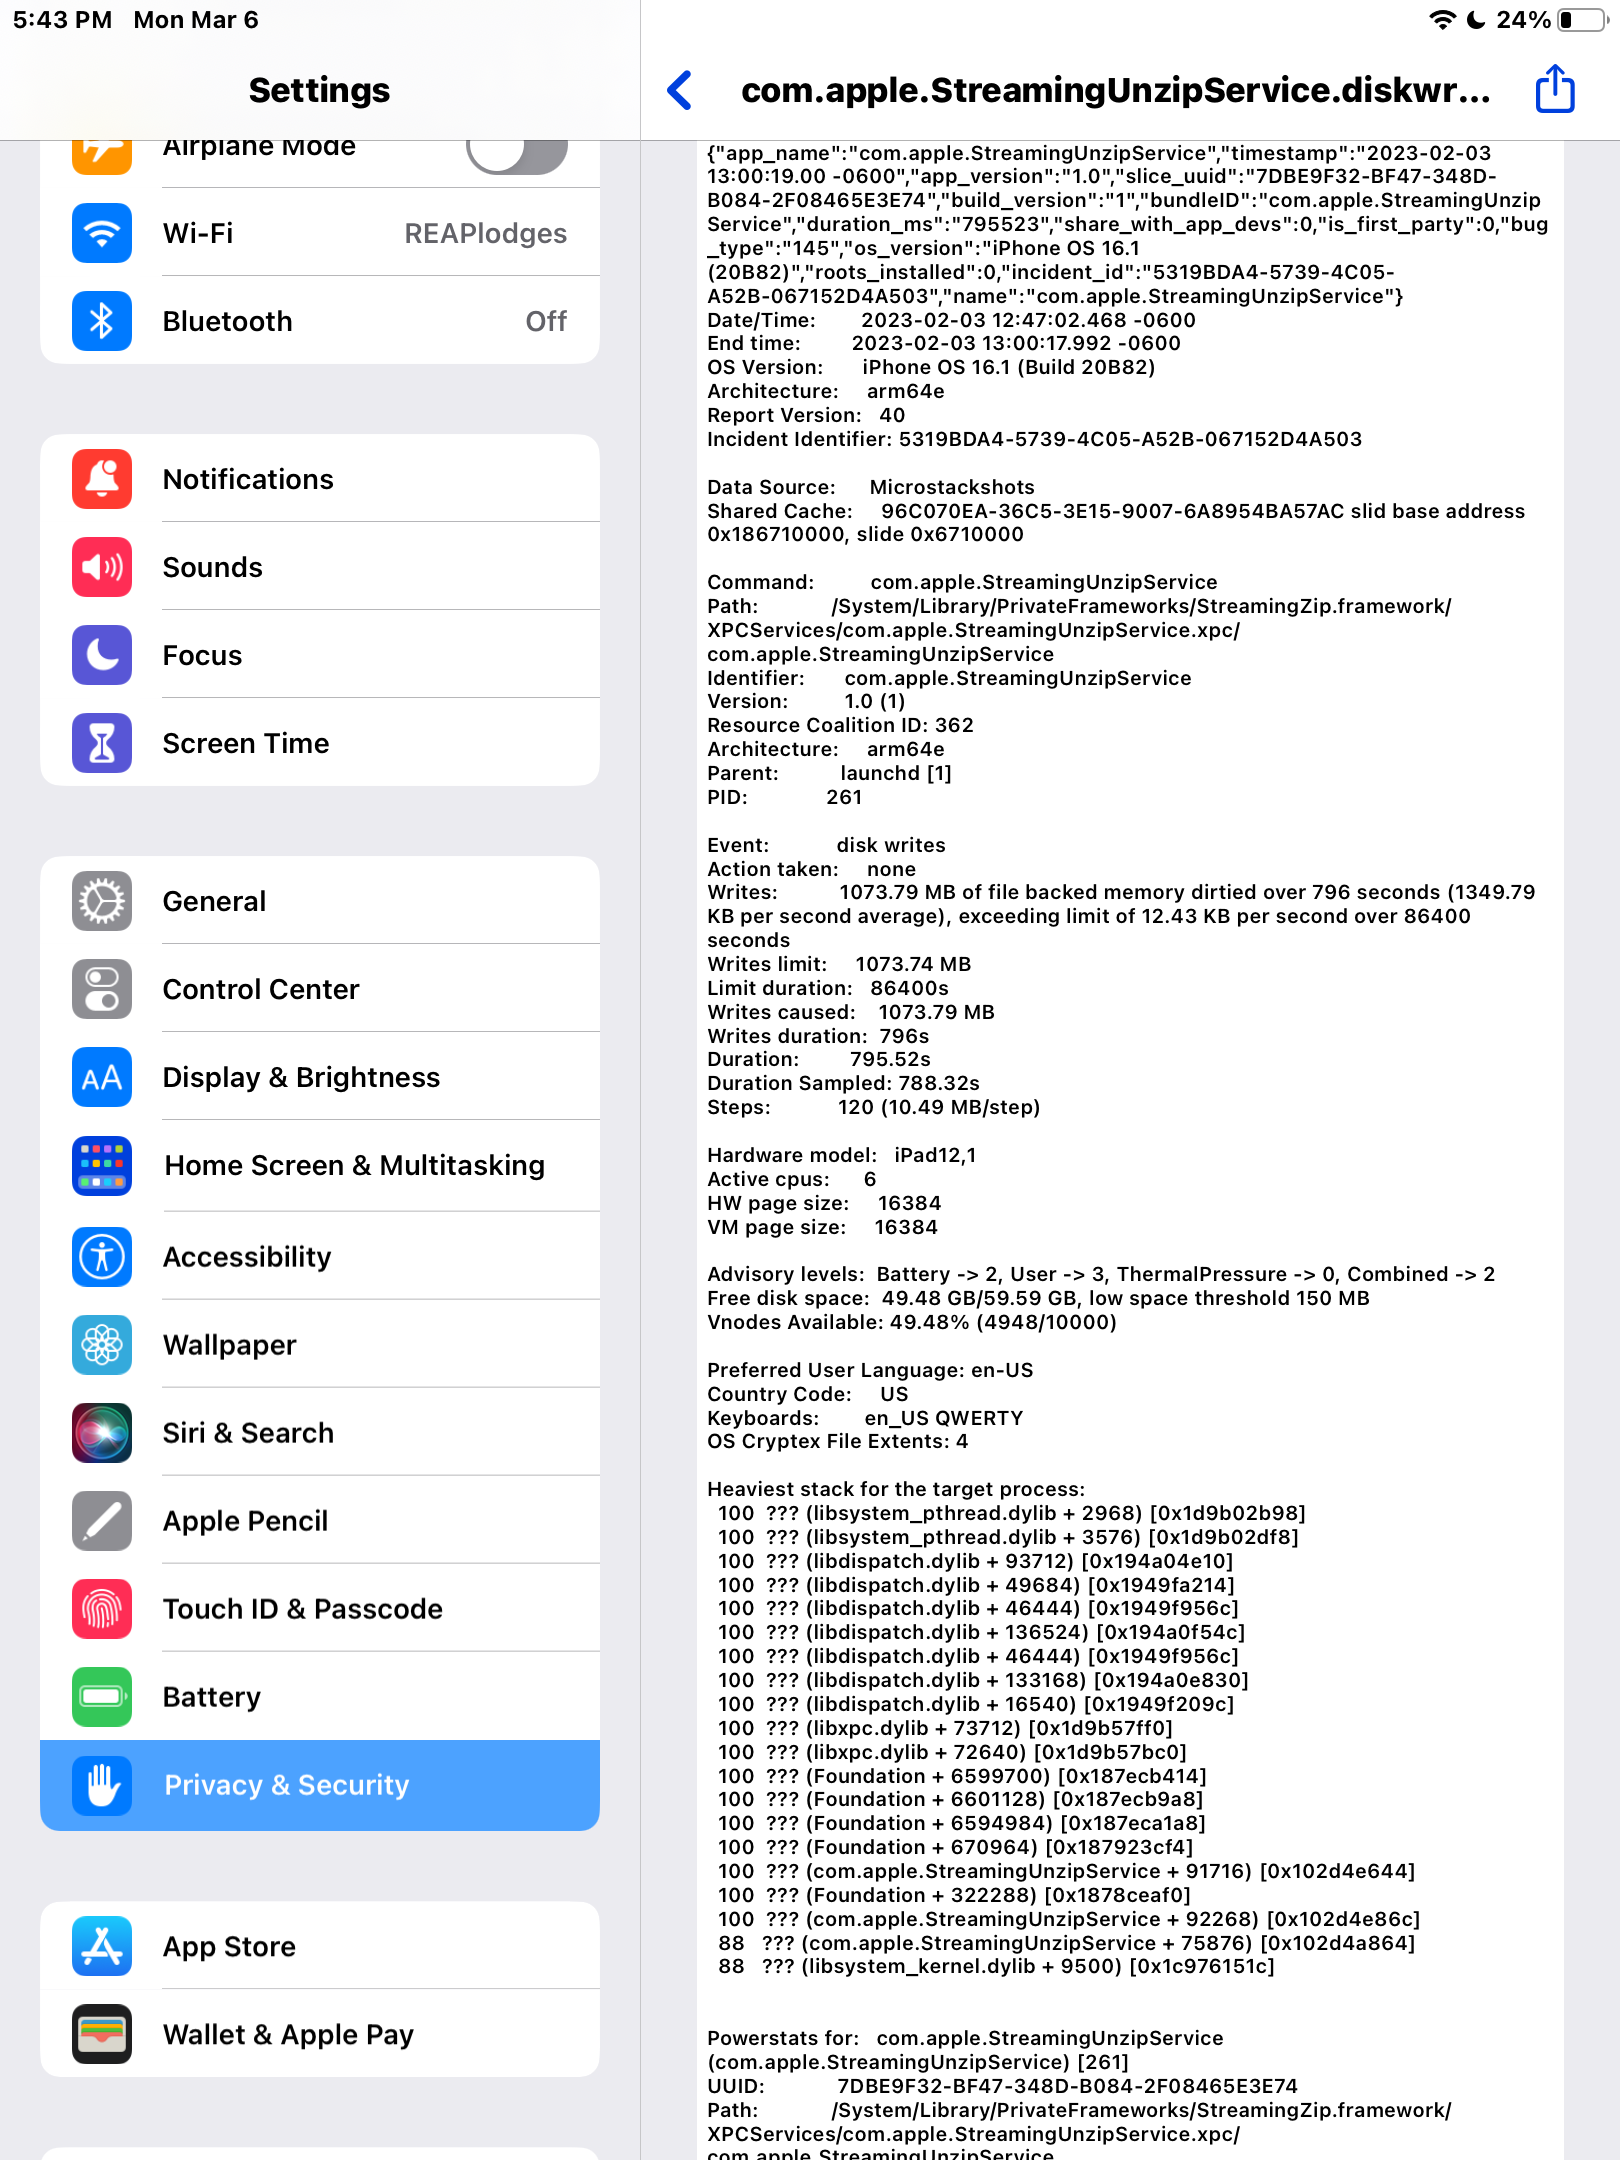 5:43 PM Mon Mar 6
24%
Settings
Airplane Mode
Wi-Fi
REAPlodges
Bluetooth
Off
Notifications
Sounds
Focus
Screen Time
General
Control Center
AA
Display & Brightness
Home Screen & Multitasking
Accessibility
Wallpaper
Siri & Search
Apple Pencil
Touch ID & Passcode
Battery
Privacy & Security
App Store
Wallet & Apple Pay
com.apple.StreamingUnzipService.diskwr...
{"app_name":"com.apple.StreamingUnzipService","timestamp":"2023-02-03
13:00:19.00 -0600","app_version":"1.0","slice_uuid":"7DBE9F32-BF47-348D-
B084-2F08465E3E74","build_version":"1","bundleID":"com.apple.StreamingUnzip
Service","duration_ms":"795523","share_with_app_devs":0,"is_first_party":0,"bug
_type":"145","os_version":"iPhone OS 16.1
(20B82)","roots_installed":0,"incident_id":"5319BDA4-5739-4C05-
A52B-067152D4A503","name":"com.apple.StreamingUnzipService"}
Date/Time: 2023-02-03 12:47:02.468 -0600
End time: 2023-02-03 13:00:17.992 -0600
OS Version: iPhone OS 16.1 (Build 20B82)
Architecture: arm64e
Report Version: 40
Incident Identifier: 5319BDA4-5739-4C05-A52B-067152D4A503
Data Source: Microstackshots
Shared Cache: 96C070EA-36C5-3E15-9007-6A8954BA57AC slid base address
0x186710000, slide 0x6710000
Command: com.apple.StreamingUnzipService
Path: /System/Library/PrivateFrameworks/StreamingZip.framework/
XPCServices/com.apple.StreamingUnzipService.xpc/
com.apple.StreamingUnzipService
Identifier: com.apple.StreamingUnzipService
Version: 1.0 (1)
Resource Coalition ID: 362
Architecture: arm64e
Parent: launchd [1]
PID: 261
Event: disk writes
Action taken: none
Writes: 1073.79 MB of file backed memory dirtied over 796 seconds (1349.79
KB per second average), exceeding limit of 12.43 KB per second over 86400
seconds
Writes limit: 1073.74 MB
Limit duration: 86400s
Writes caused: 1073.79 MB
Writes duration: 796s
Duration: 795.52s
Duration Sampled: 788.32s
Steps: 120 (10.49 MB/step)
Hardware model: iPad12,1
Active cpus: 6
HW page size: 16384
VM page size: 16384
Advisory levels: Battery -> 2, User -> 3, ThermalPressure -> 0, Combined -> 2
Free disk space: 49.48 GB/59.59 GB, low space threshold 150 MB
Vnodes Available: 49.48% (4948/10000)
Preferred User Language: en-US
Country Code: US
Keyboards: en_US QWERTY
OS Cryptex File Extents: 4
Heaviest stack for the target process:
100 ??? (libsystem_pthread.dylib + 2968) [0x1d9b02b98]
100 ??? (libsystem_pthread.dylib + 3576) [0x1d9b02df8]
100 ??? (libdispatch.dylib + 93712) [0x194a04e10]
100 ??? (libdispatch.dylib + 49684) [0x1949fa214]
100 ??? (libdispatch.dylib + 46444) [0x1949f956c]
100 ??? (libdispatch.dylib + 136524) [0x194a0f54c]
100 ??? (libdispatch.dylib + 46444) [0x1949f956c]
100 ??? (libdispatch.dylib + 133168) [0x194a0e830]
100 ??? (libdispatch.dylib + 16540) [0x1949f209c]
100 ??? (libxpc.dylib + 73712) [0x1d9b57ff0]
100 ??? (libxpc.dylib + 72640) [0x1d9b57bc0]
100 ??? (Foundation + 6599700) [0x187ecb414]
100 ??? (Foundation + 6601128) [0x187ecb9a8]
100 ??? (Foundation + 6594984) [0x187eca1a8]
100 ??? (Foundation + 670964) [0x187923cf4]
100 ??? (com.apple.StreamingUnzipService + 91716) [0x102d4e644]
100 ??? (Foundation + 322288) [0x1878ceaf0]
100 ??? (com.apple.StreamingUnzipService + 92268) [0x102d4e86c]
88 ??? (com.apple.StreamingUnzipService + 75876) [0x102d4a864]
88 ??? (libsystem_kernel.dylib + 9500) [0x1c976151c]
Powerstats for: com.apple.StreamingUnzipService
(com.apple.StreamingUnzipService) [261]
UUID: 7DBE9F32-BF47-348D-B084-2F08465E3E74
Path: /System/Library/PrivateFrameworks/StreamingZip.framework/
XPCServices/com.apple.StreamingUnzipService.xpc/
com.apple.StreamingUnzipService